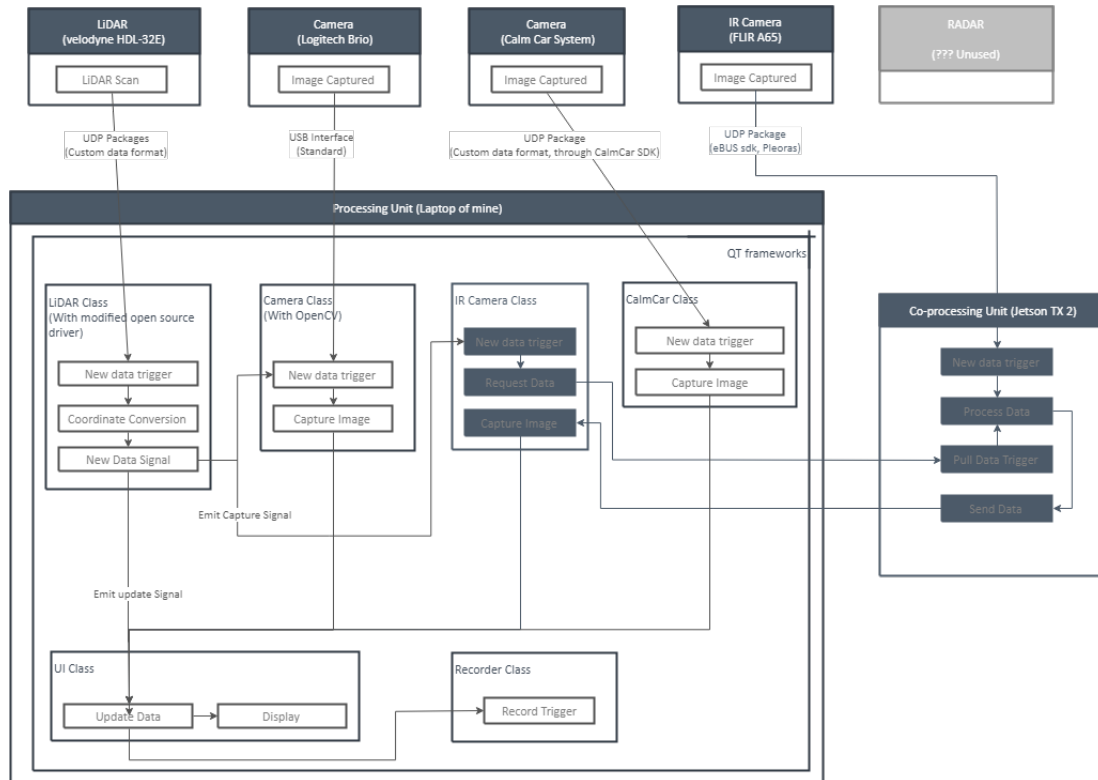 LiDAR
(velodyne HDL-32E)
LiDAR Scan
Camera
(Logitech Brio)
Image Captured
Camera
(Calm Car System)
Image Captured
IR Camera
(FLIR A65)
Image Captured
RADAR
(??? Unused)
UDP Packages
(Custom data format)
USB Interface
(Standard)
UDP Package
(Custom data format, through CalmCar SDK)
UDP Package
(eBUS sdk, Pleoras)
Processing Unit (Laptop of mine)
QT frameworks
LiDAR Class
(With modified open source
driver)
New data trigger
Coordinate Conversion
New Data Signal
Camera Class
(With OpenCV)
New data trigger
Capture Image
IR Camera Class
New data trigger
Request Data
Capture Image
CalmCar Class
New data trigger
Capture Image
Co-processing Unit (Jetson TX 2)
New data trigger
Process Data
Pull Data Trigger
Send Data
Emit Capture Signal
Emit update Signal
UI Class
Update Data
Display
Recorder Class
Record Trigger